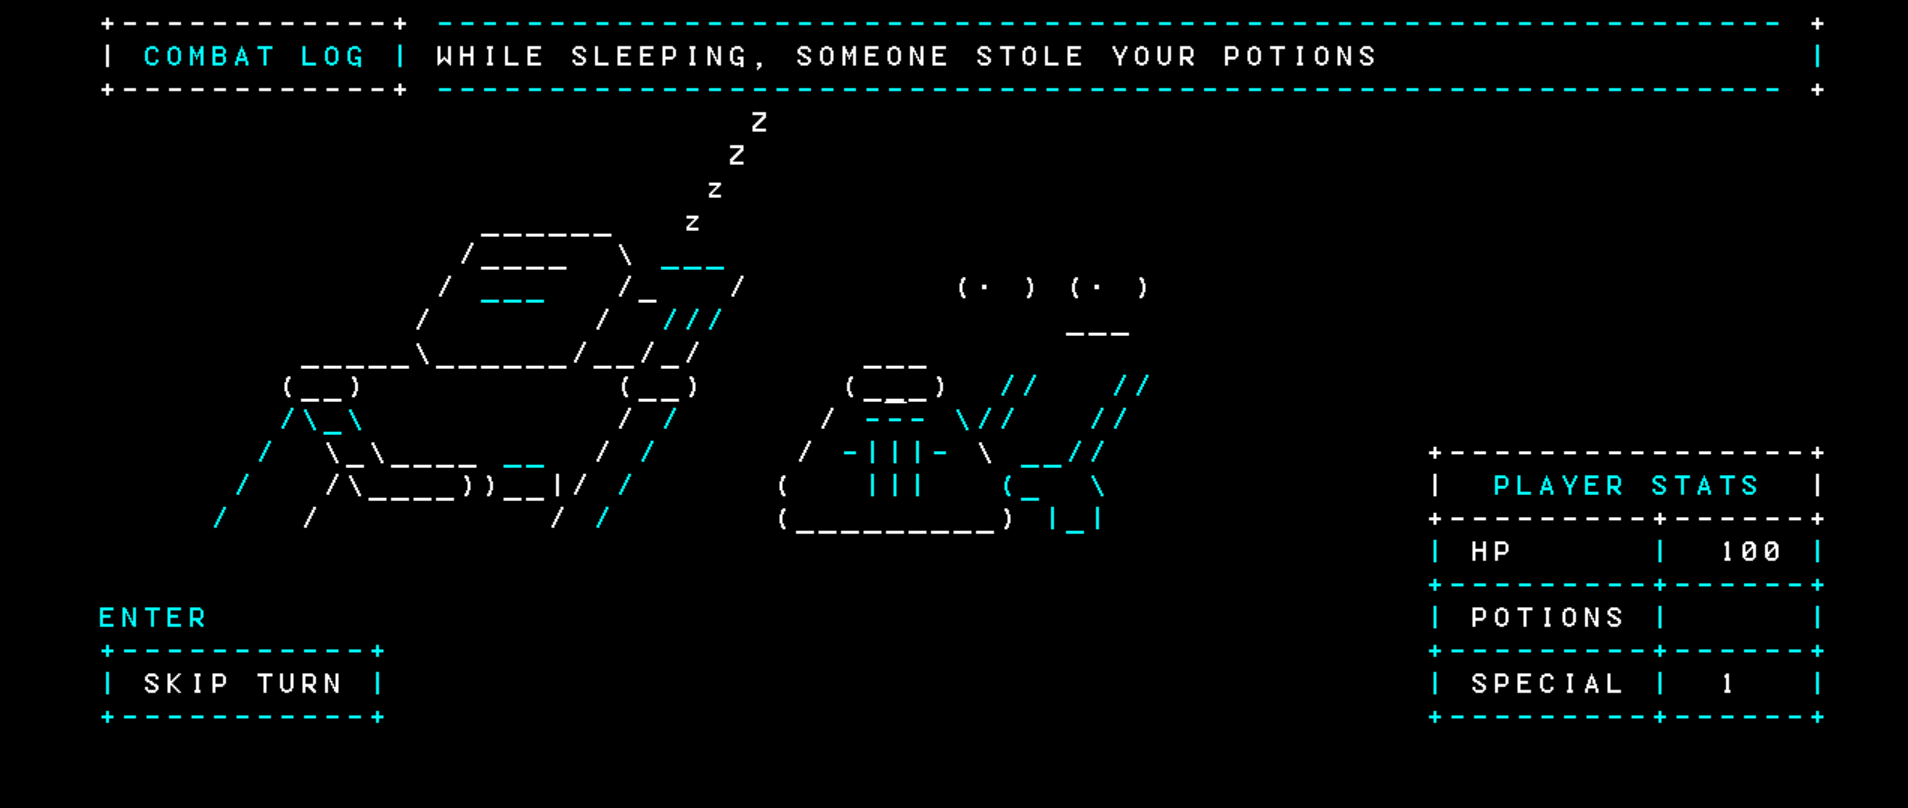 COMBAT LOG WHILE SLEEPING, SOMEONE STOLE YOUR POTIONS
Z
Z
z
z
PLAYER STATS
HP 100
ENTER
POTIONS
SKIP TURN
SPECIAL 1